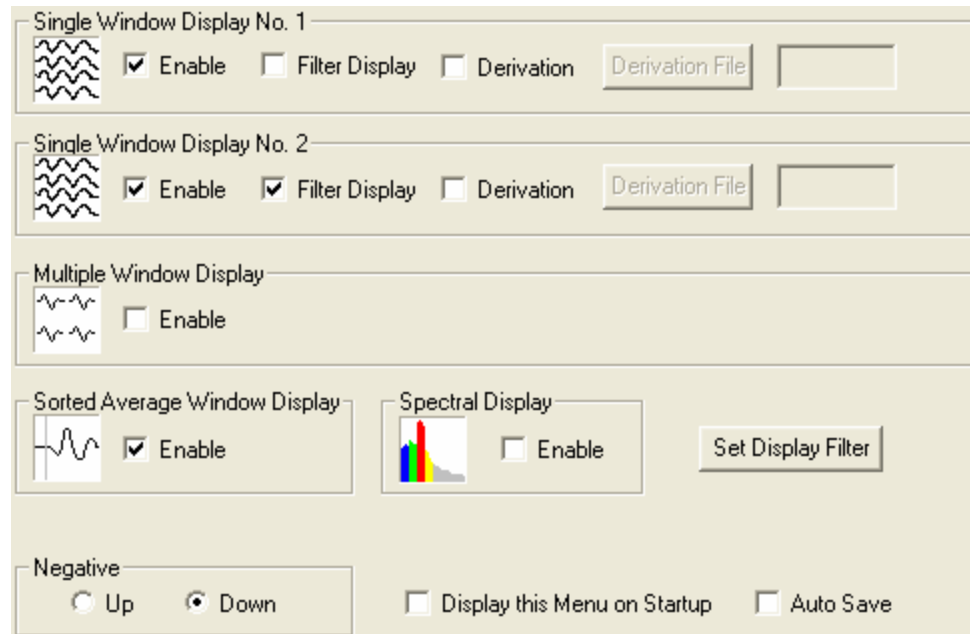 Single Window Display No. 1
Enable Filter Display Derivation Derivation File
Single Window Display No. 2
Enable Filter Display Derivation Derivation File
Multiple Window Display
Enable
Sorted Average Window Display Spectral Display
Enable Enable Set Display Filter
Negative
Up Down Display this Menu on Startup Auto Save